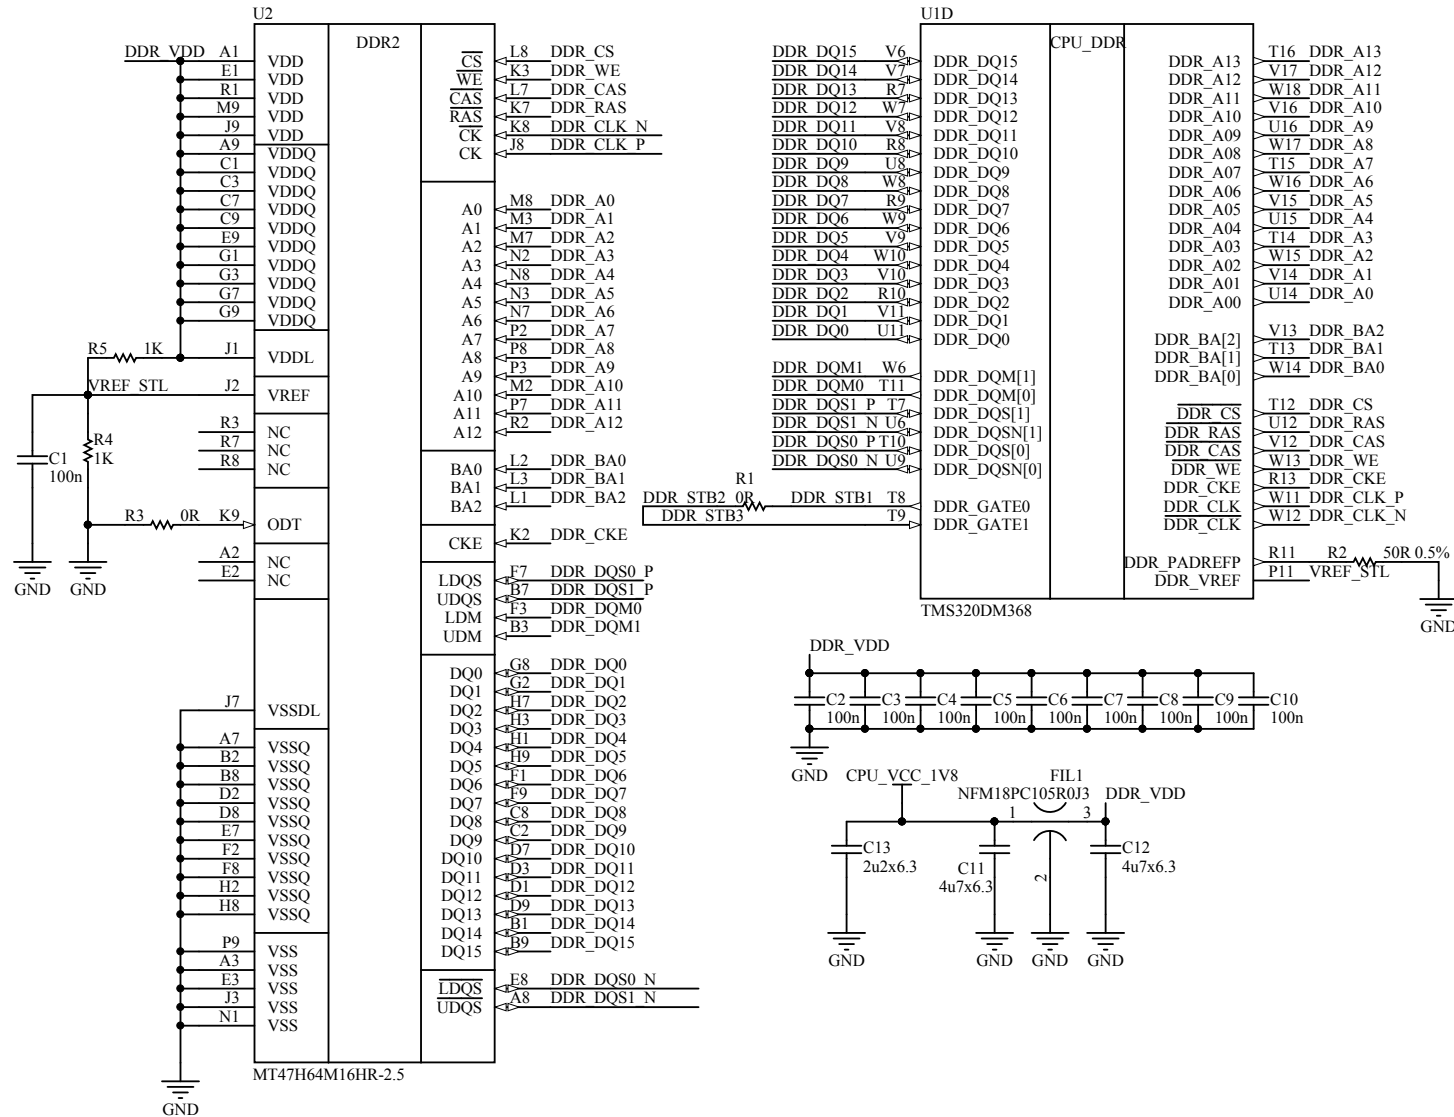 U2
DDR2
DDR_VDD A1 VDD
E1 VDD
R1 VDD
M9 VDD
J9 VDD
A9 VDDQ
C1 VDDQ
C3 VDDQ
C7 VDDQ
C9 VDDQ
E9 VDDQ
G1 VDDQ
G3 VDDQ
G7 VDDQ
G9 VDDQ
R5 1K J1 VDDL
VREF_STL J2 VREF
R3 NC
R7 NC
R8 NC
R4
1K
C1
100n
R3 0R K9 ODT
A2 NC
E2 NC
GND GND
J7 VSSDL
A7 VSSQ
B2 VSSQ
B8 VSSQ
D2 VSSQ
D8 VSSQ
E7 VSSQ
F2 VSSQ
F8 VSSQ
H2 VSSQ
H8 VSSQ
P9 VSS
A3 VSS
E3 VSS
J3 VSS
N1 VSS
GND
CS L8 DDR_CS
WE K3 DDR_WE
CAS L7 DDR_CAS
RAS K7 DDR_RAS
CK K8 DDR_CLK_N
CK J8 DDR_CLK_P
A0 M8 DDR_A0
A1 M3 DDR_A1
A2 M7 DDR_A2
A3 N2 DDR_A3
A4 N8 DDR_A4
A5 N3 DDR_A5
A6 N7 DDR_A6
A7 P2 DDR_A7
A8 P8 DDR_A8
A9 P3 DDR_A9
A10 M2 DDR_A10
A11 P7 DDR_A11
A12 R2 DDR_A12
BA0 L2 DDR_BA0
BA1 L3 DDR_BA1
BA2 L1 DDR_BA2
CKE K2 DDR_CKE
LDQS F7 DDR_DQS0_P
UDQS B7 DDR_DQS1_P
LDM F3 DDR_DQM0
UDM B3 DDR_DQM1
DQ0 G8 DDR_DQ0
DQ1 G2 DDR_DQ1
DQ2 H7 DDR_DQ2
DQ3 H3 DDR_DQ3
DQ4 H1 DDR_DQ4
DQ5 H9 DDR_DQ5
DQ6 F1 DDR_DQ6
DQ7 F9 DDR_DQ7
DQ8 C8 DDR_DQ8
DQ9 C2 DDR_DQ9
DQ10 D7 DDR_DQ10
DQ11 D3 DDR_DQ11
DQ12 D1 DDR_DQ12
DQ13 D9 DDR_DQ13
DQ14 B1 DDR_DQ14
DQ15 B9 DDR_DQ15
LDQS E8 DDR_DQS0_N
UDQS A8 DDR_DQS1_N
MT47H64M16HR-2.5
U1D
CPU_DDR
DDR_DQ15 V6 DDR_DQ15
DDR_DQ14 V7 DDR_DQ14
DDR_DQ13 R7 DDR_DQ13
DDR_DQ12 W7 DDR_DQ12
DDR_DQ11 V8 DDR_DQ11
DDR_DQ10 R8 DDR_DQ10
DDR_DQ9 U8 DDR_DQ9
DDR_DQ8 W8 DDR_DQ8
DDR_DQ7 R9 DDR_DQ7
DDR_DQ6 W9 DDR_DQ6
DDR_DQ5 V9 DDR_DQ5
DDR_DQ4 W10 DDR_DQ4
DDR_DQ3 V10 DDR_DQ3
DDR_DQ2 R10 DDR_DQ2
DDR_DQ1 V11 DDR_DQ1
DDR_DQ0 U11 DDR_DQ0
DDR_DQM1 W6 DDR_DQM[1]
DDR_DQM0 T11 DDR_DQM[0]
DDR_DQS1_P T7 DDR_DQS[1]
DDR_DQS1_N U6 DDR_DQSN[1]
DDR_DQS0_P T10 DDR_DQS[0]
DDR_DQS0_N U9 DDR_DQSN[0]
R1
DDR_STB2 0R DDR_STB1 T8 DDR_GATE0
DDR_STB3 T9 DDR_GATE1
DDR_A13 T16 DDR_A13
DDR_A12 V17 DDR_A12
DDR_A11 W18 DDR_A11
DDR_A10 V16 DDR_A10
DDR_A09 U16 DDR_A9
DDR_A08 W17 DDR_A8
DDR_A07 T15 DDR_A7
DDR_A06 W16 DDR_A6
DDR_A05 V15 DDR_A5
DDR_A04 U15 DDR_A4
DDR_A03 T14 DDR_A3
DDR_A02 W15 DDR_A2
DDR_A01 V14 DDR_A1
DDR_A00 U14 DDR_A0
DDR_BA[2] V13 DDR_BA2
DDR_BA[1] T13 DDR_BA1
DDR_BA[0] W14 DDR_BA0
DDR_CS T12 DDR_CS
DDR_RAS U12 DDR_RAS
DDR_CAS V12 DDR_CAS
DDR_WE W13 DDR_WE
DDR_CKE R13 DDR_CKE
DDR_CLK W11 DDR_CLK_P
DDR_CLK W12 DDR_CLK_N
DDR_PADREFP R11 R2 50R 0.5%
DDR_VREF P11 VREF_STL
GND
TMS320DM368
DDR_VDD
C2 C3 C4 C5 C6 C7 C8 C9 C10
100n 100n 100n 100n 100n 100n 100n 100n 100n
GND
CPU_VCC_1V8 FIL1
NFM18PC105R0J3 DDR_VDD
1 3
C13
2u2x6.3
C11
4u7x6.3
2
C12
4u7x6.3
GND GND GND GND